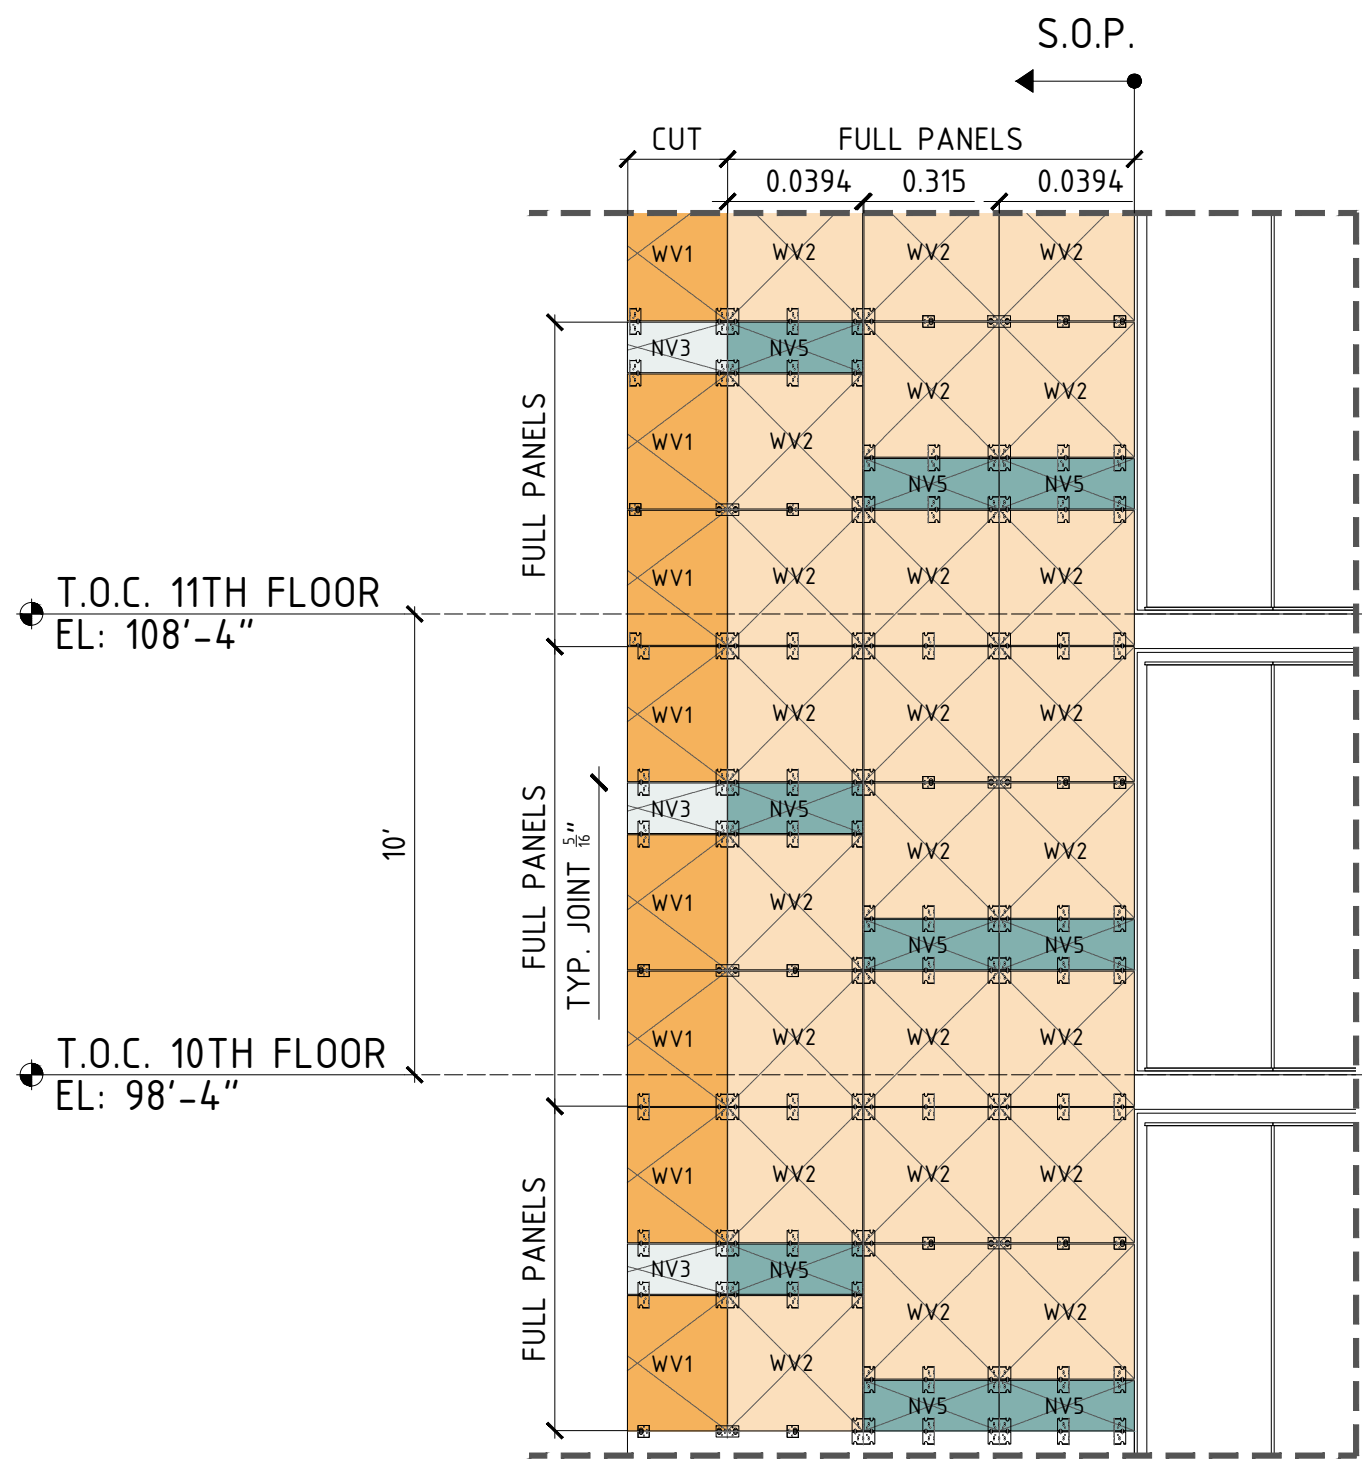 S.O.P.
CUT FULL PANELS
0.0394 0.315 0.0394
WV1 WV2 WV2 WV2
NV3 NV5
WV2 WV2
WV1 WV2
NV5 NV5
FULL PANELS
WV1 WV2 WV2 WV2
T.O.C. 11TH FLOOR
EL: 108'-4"
WV1 WV2 WV2 WV2
NV3 NV5
10'
FULL PANELS
TYP. JOINT 5/16"
WV2 WV2
WV1 WV2
NV5 NV5
WV1 WV2 WV2 WV2
T.O.C. 10TH FLOOR
EL: 98'-4"
WV1 WV2 WV2 WV2
FULL PANELS
NV3 NV5
WV2 WV2
WV1 WV2
NV5 NV5